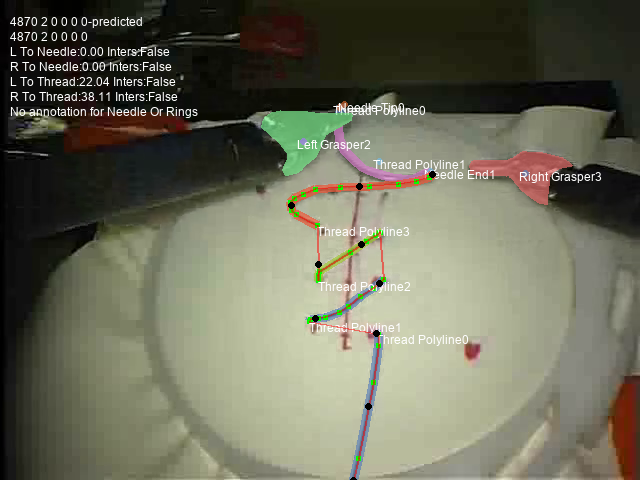 4870 2 0 0 0 0-predicted
4870 2 0 0 0 0
L To Needle:0.00 Inters:False
R To Needle:0.00 Inters:False
L To Thread:22.04 Inters:False
R To Thread:38.11 Inters:False
No annotation for Needle Or Rings
Needle Tip0
Thread Polyline0
Left Grasper2
Thread Polyline1
Needle End1
Right Grasper3
Thread Polyline3
Thread Polyline2
Thread Polyline1
Thread Polyline0